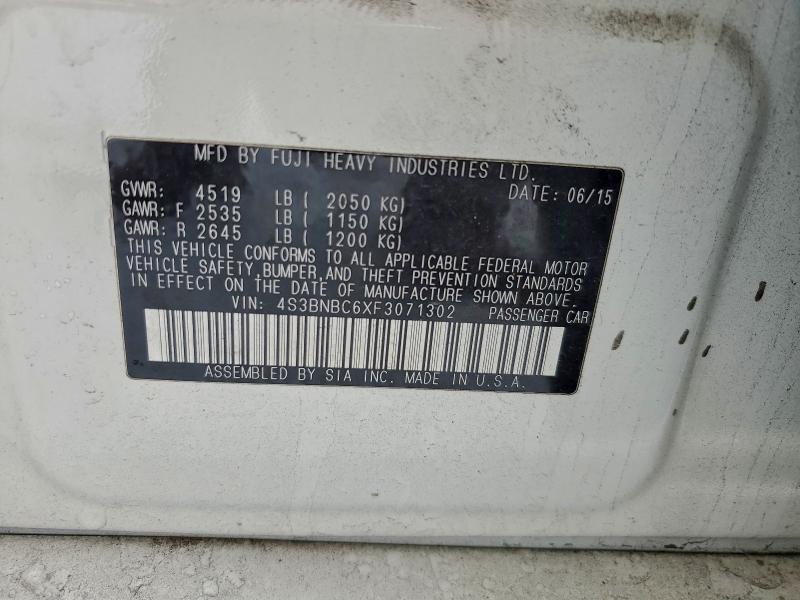 MFD BY FUJI HEAVY INDUSTRIES LTD.
DATE: 06/15
GVWR: 4519 LB ( 2050 KG)
GAWR: F 2535 LB ( 1150 KG)
GAWR: R 2645 LB ( 1200 KG)
THIS VEHICLE CONFORMS TO ALL APPLICABLE FEDERAL MOTOR
VEHICLE SAFETY,BUMPER,AND THEFT PREVENTION STANDARDS
IN EFFECT ON THE DATE OF MANUFACTURE SHOWN ABOVE.
VIN: 4S3BNBC6XF3071302 PASSENGER CAR
ASSEMBLED BY SIA INC. MADE IN U.S.A.